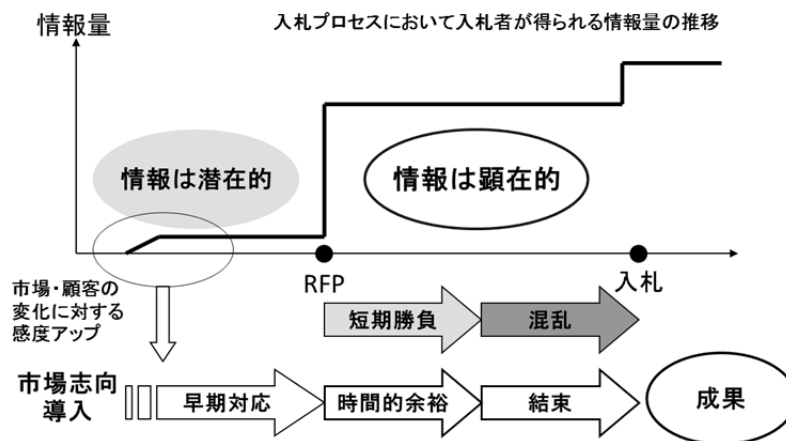 情報量
入札プロセスにおいて入札者が得られる情報量の推移
情報は潜在的
情報は顕在的
RFP
入札
市場・顧客の
変化に対する
感度アップ
短期勝負
混乱
市場志向
導入
早期対応
時間的余裕
結束
成果